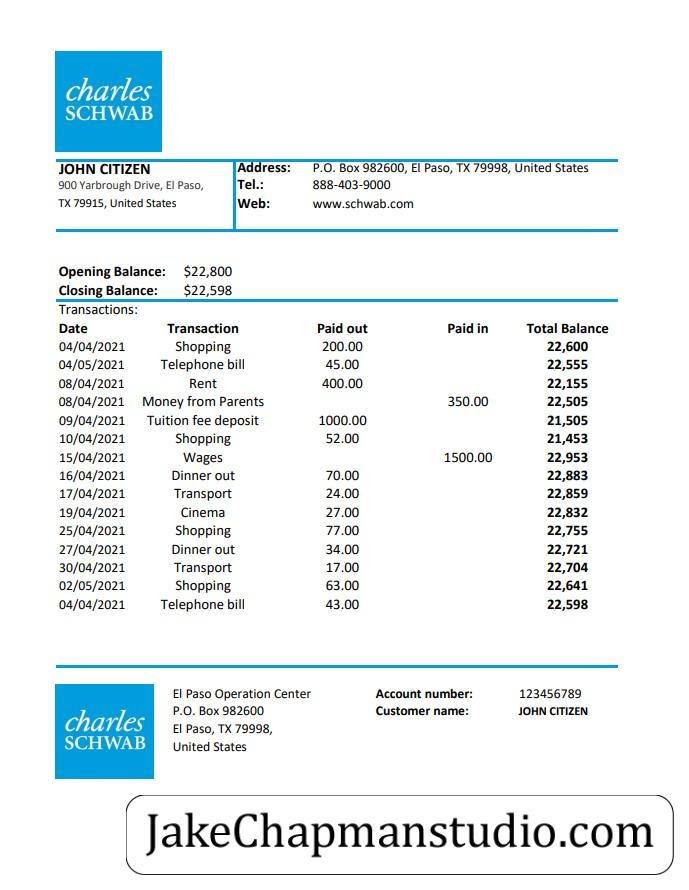 charles
SCHWAB
JOHN CITIZEN
900 Yarbrough Drive, El Paso,
TX 79915, United States
Address: P.O. Box 982600, El Paso, TX 79998, United States
Tel.: 888-403-9000
Web: www.schwab.com
Opening Balance: $22,800
Closing Balance: $22,598
Transactions:
Date Transaction Paid out Paid in Total Balance
04/04/2021 Shopping 200.00 22,600
04/05/2021 Telephone bill 45.00 22,555
08/04/2021 Rent 400.00 22,155
08/04/2021 Money from Parents 350.00 22,505
09/04/2021 Tuition fee deposit 1000.00 21,505
10/04/2021 Shopping 52.00 21,453
15/04/2021 Wages 1500.00 22,953
16/04/2021 Dinner out 70.00 22,883
17/04/2021 Transport 24.00 22,859
19/04/2021 Cinema 27.00 22,832
25/04/2021 Shopping 77.00 22,755
27/04/2021 Dinner out 34.00 22,721
30/04/2021 Transport 17.00 22,704
02/05/2021 Shopping 63.00 22,641
04/04/2021 Telephone bill 43.00 22,598
charles
SCHWAB
El Paso Operation Center
P.O. Box 982600
El Paso, TX 79998,
United States
Account number: 123456789
Customer name: JOHN CITIZEN
JakeChapmanstudio.com